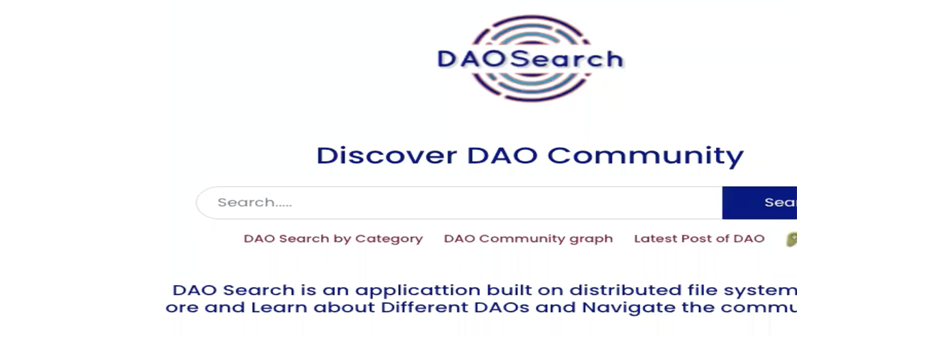 DAOSearch
Discover DAO Community
Search.....
Sear
DAO Search by Category DAO Community graph Latest Post of DAO
DAO Search is an applicattion built on distributed file system
ore and Learn about Different DAOs and Navigate the commu